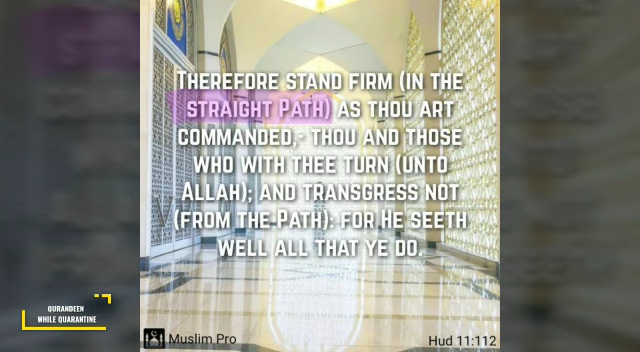 THEREFORE STAND FIRM (IN THE
STRAIGHT PATH) AS THOU ART
COMMANDED,- THOU AND THOSE
WHO WITH THEE TURN (UNTO
ALLAH); AND TRANSGRESS NOT
(FROM THE PATH): FOR HE SEETH
WELL ALL THAT YE DO.
QURANDEEN
WHILE QUARANTINE
Muslim Pro
Hud 11:112